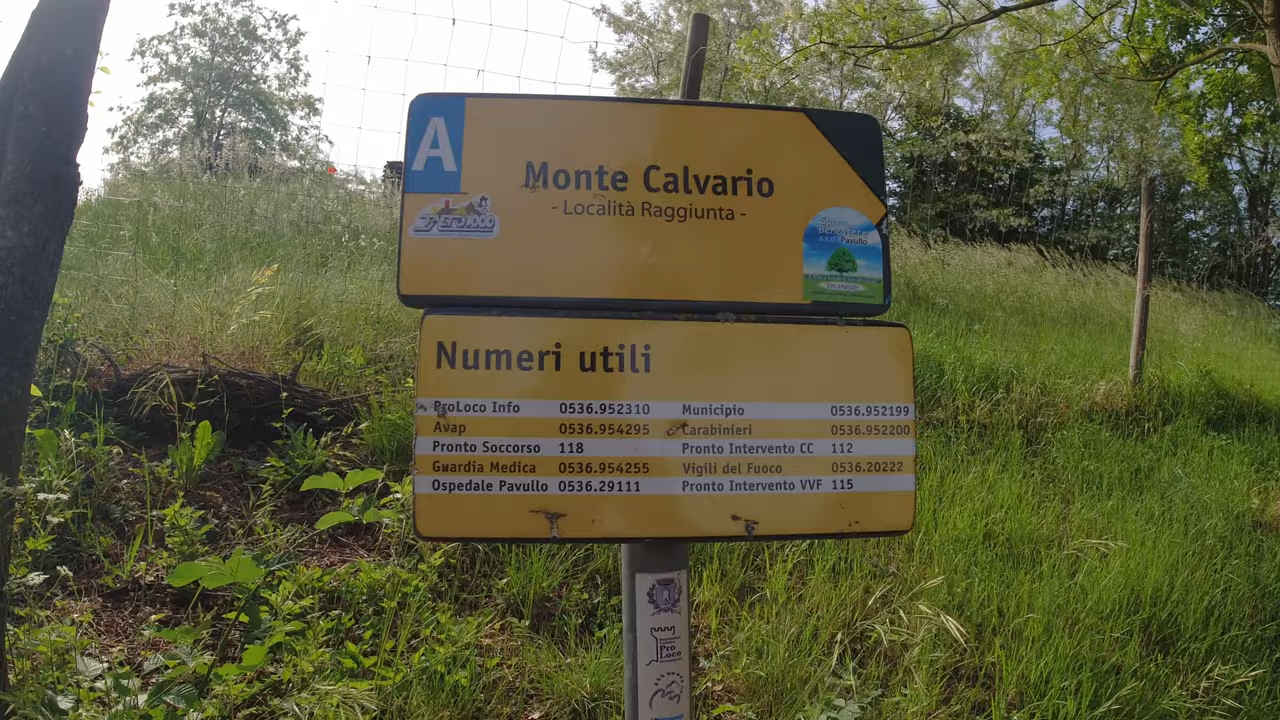 A
Monte Calvario
- Località Raggiunta -
Benessere
a.s.d. Pavullo
Numeri utili
ProLoco Info 0536.952310 Municipio 0536.952199
Avap 0536.954295 Carabinieri 0536.952200
Pronto Soccorso 118 Pronto Intervento CC 112
Guardia Medica 0536.954255 Vigili del Fuoco 0536.20222
Ospedale Pavullo 0536.29111 Pronto Intervento VVF 115
Pro
Loco